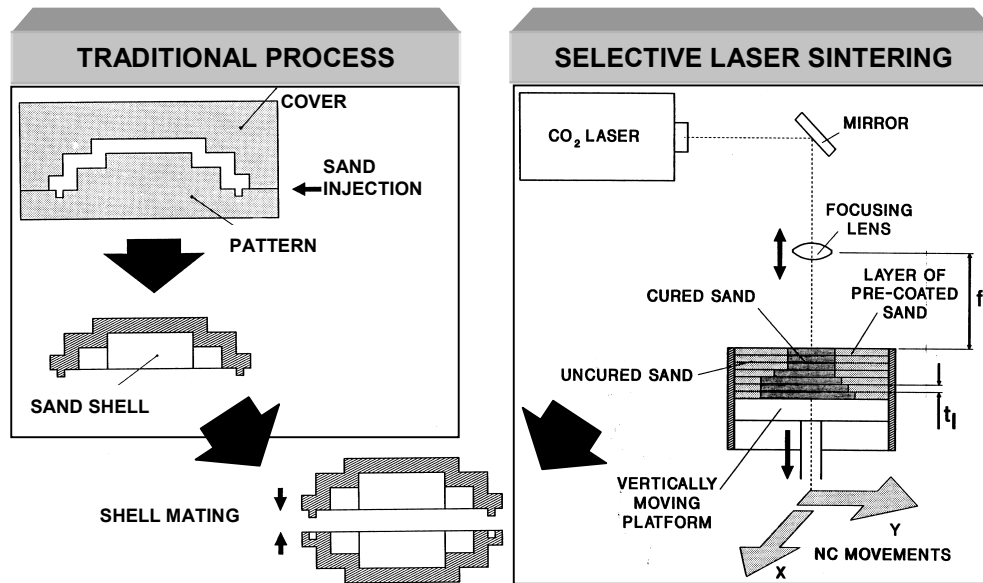 TRADITIONAL PROCESS
COVER
SAND
INJECTION
PATTERN
SAND SHELL
SHELL MATING
SELECTIVE LASER SINTERING
CO₂ LASER
MIRROR
FOCUSING
LENS
LAYER OF
PRE-COATED
SAND
f
CURED SAND
UNCURED SAND
tl
VERTICALLY
MOVING
PLATFORM
Y
NC MOVEMENTS
X